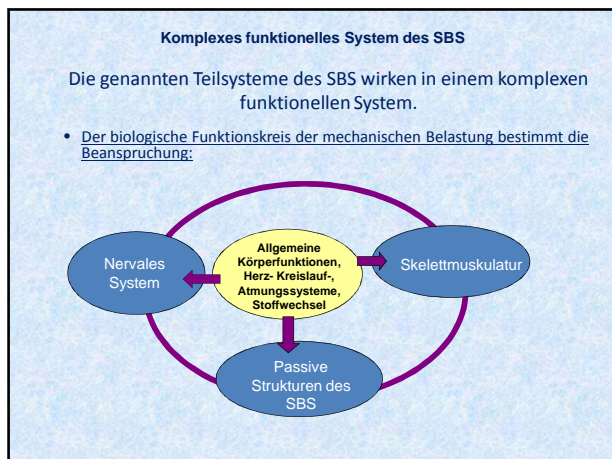 Komplexes funktionelles System des SBS
Die genannten Teilsysteme des SBS wirken in einem komplexen
funktionellen System.
• Der biologische Funktionskreis der mechanischen Belastung bestimmt die
Beanspruchung:
Nervales
System
Allgemeine
Körperfunktionen,
Herz- Kreislauf-,
Atmungssysteme,
Stoffwechsel
Skelettmuskulatur
Passive
Strukturen des
SBS